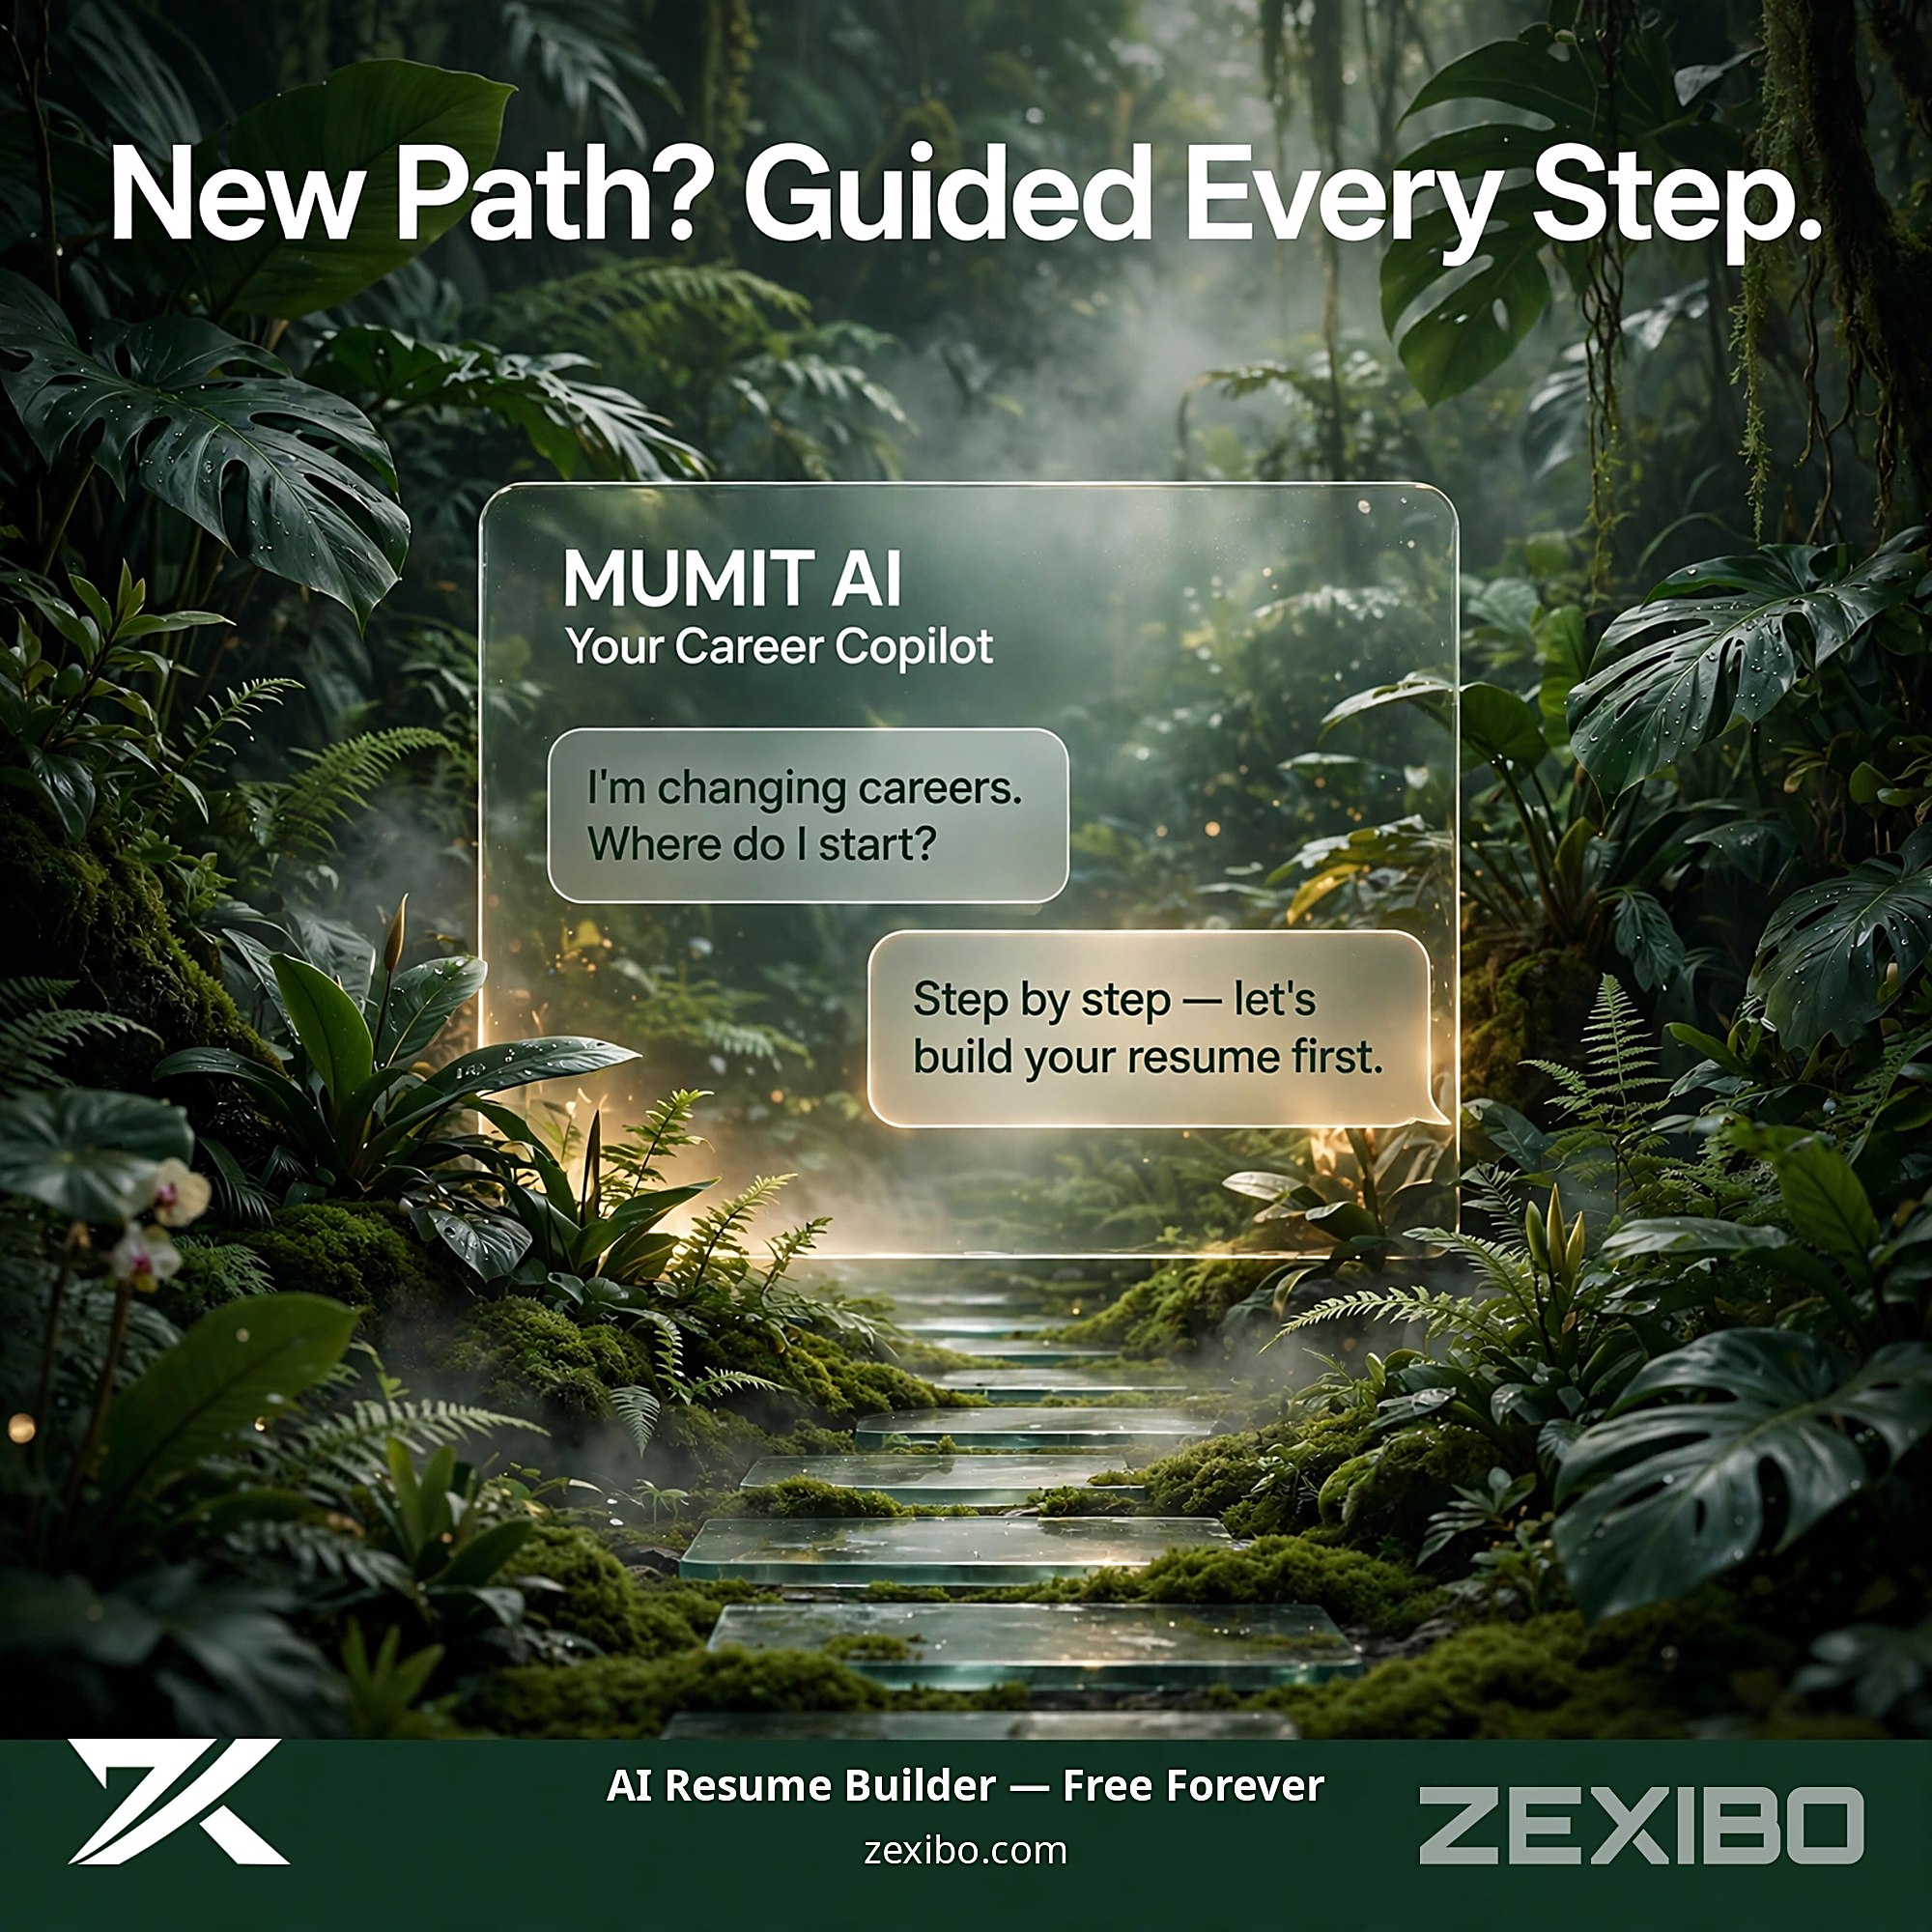 New Path? Guided Every Step.
MUMIT AI
Your Career Copilot
I'm changing careers.
Where do I start?
Step by step — let's
build your resume first.
AI Resume Builder — Free Forever
zexibo.com
ZEXIBO